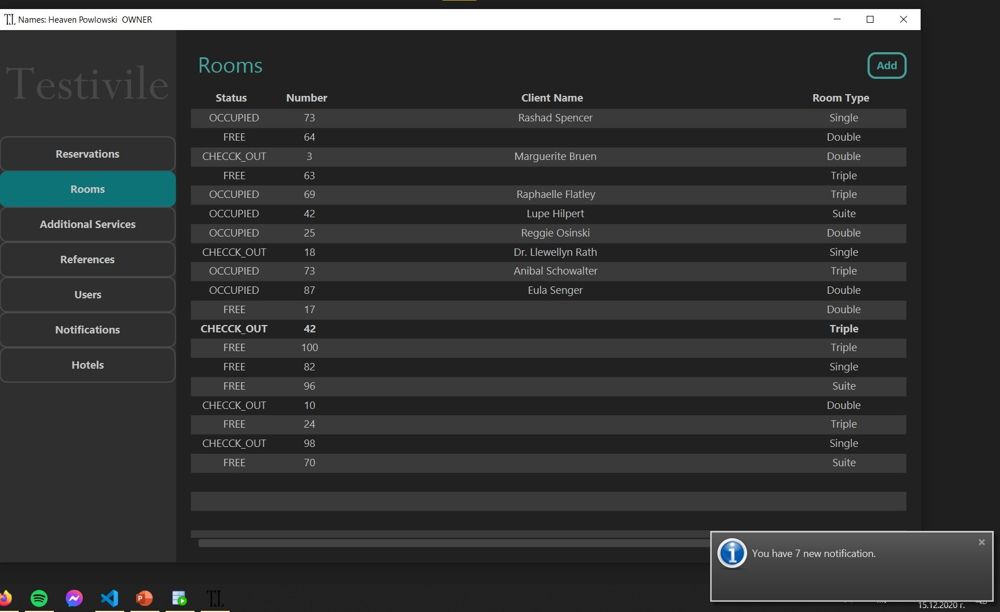 Names: Heaven Powlowski OWNER
Testivile
Rooms
Add
Status Number Client Name Room Type
OCCUPIED 73 Rashad Spencer Single
FREE 64 Double
CHECCK_OUT 3 Marguerite Bruen Double
FREE 63 Triple
OCCUPIED 69 Raphaelle Flatley Triple
OCCUPIED 42 Lupe Hilpert Suite
OCCUPIED 25 Reggie Osinski Double
CHECCK_OUT 18 Dr. Llewellyn Rath Single
OCCUPIED 73 Anibal Schowalter Triple
OCCUPIED 87 Eula Senger Double
FREE 17 Double
CHECCK_OUT 42 Triple
FREE 100 Triple
FREE 82 Single
FREE 96 Suite
CHECCK_OUT 10 Double
FREE 24 Triple
CHECCK_OUT 98 Single
FREE 70 Suite
Reservations
Rooms
Additional Services
References
Users
Notifications
Hotels
You have 7 new notification.
15.12.2020 г.